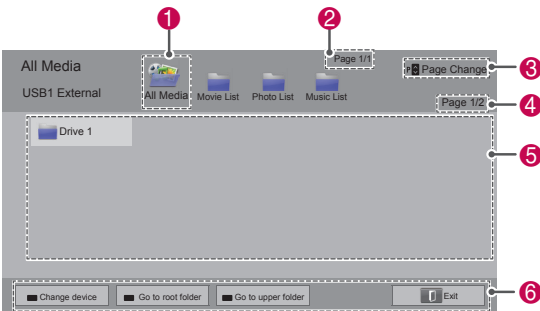 1
2
All Media
Page 1/1
P Page Change
3
USB1 External
All Media
Movie List
Photo List
Music List
Page 1/2
4
Drive 1
5
Change device
Go to root folder
Go to upper folder
Exit
6